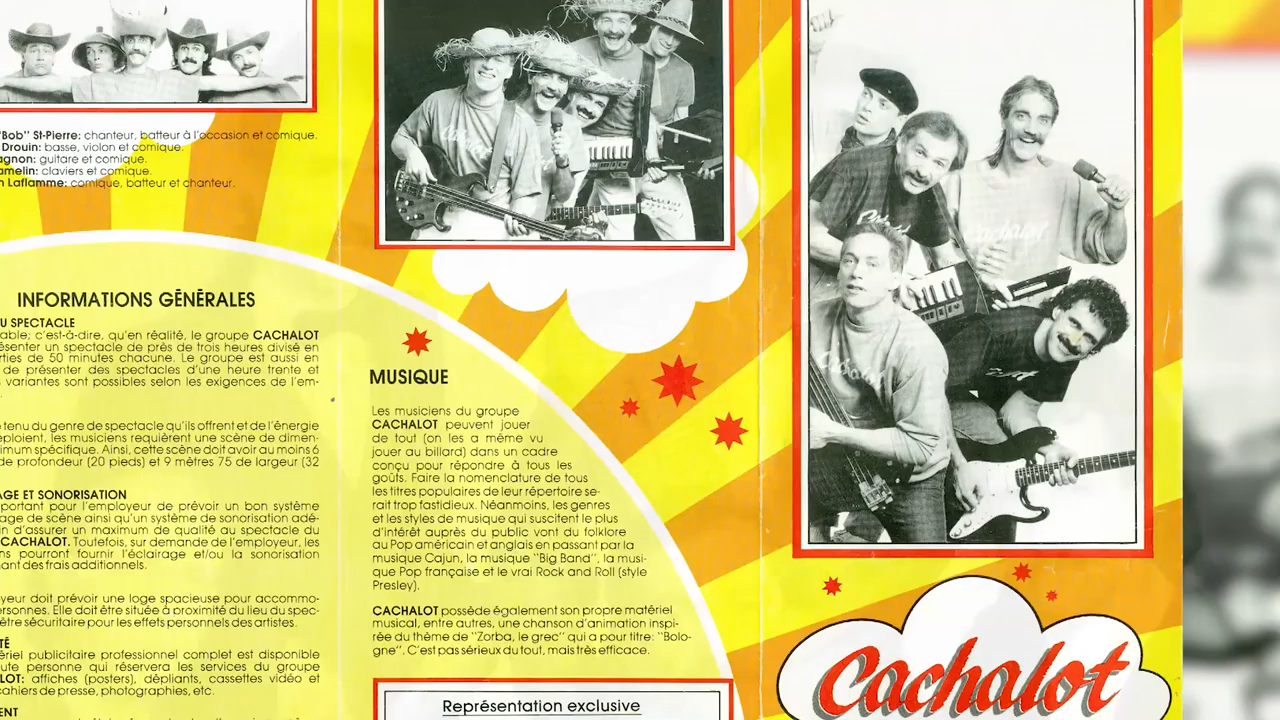 "Bob" St-Pierre: chanteur, batteur à l'occasion et comique.
Drouin: basse, violon et comique.
agnon: guitare et comique.
amelin: claviers et comique.
n Laflamme: comique, batteur et chanteur.
INFORMATIONS GÉNÉRALES
U SPECTACLE
able; c'est-à-dire, qu'en réalité, le groupe CACHALOT
ésenter un spectacle de près de trois heures divisé en
rties de 50 minutes chacune. Le groupe est aussi en
de présenter des spectacles d'une heure trente et
variantes sont possibles selon les exigences de l'em-
e tenu du genre de spectacle qu'ils offrent et de l'énergie
éploient, les musiciens requièrent une scène de dimen-
imum spécifique. Ainsi, cette scène doit avoir au moins 6
de profondeur (20 pieds) et 9 mètres 75 de largeur (32
AGE ET SONORISATION
portant pour l'employeur de prévoir un bon système
age de scène ainsi qu'un système de sonorisation adé-
in d'assurer un maximum de qualité au spectacle du
CACHALOT. Toutefois, sur demande de l'employeur, les
ns pourront fournir l'éclairage et/ou la sonorisation
nant des frais additionnels.
yeur doit prévoir une loge spacieuse pour accommo-
ersonnes. Elle doit être située à proximité du lieu du spec-
être sécuritaire pour les effets personnels des artistes.
TÉ
ériel publicitaire professionnel complet est disponible
ute personne qui réservera les services du groupe
LOT: affiches (posters), dépliants, cassettes vidéo et
cahiers de presse, photographies, etc.
ENT
MUSIQUE
Les musiciens du groupe
CACHALOT peuvent jouer
de tout (on les a même vu
jouer au billard) dans un cadre
conçu pour répondre à tous les
goûts. Faire la nomenclature de tous
les titres populaires de leur répertoire se-
rait trop fastidieux. Néanmoins, les genres
et les styles de musique qui suscitent le plus
d'intérêt auprès du public vont du folklore
au Pop américain et anglais en passant par la
musique Cajun, la musique "Big Band", la musi-
que Pop française et le vrai Rock and Roll (style
Presley).
CACHALOT possède également son propre matériel
musical, entre autres, une chanson d'animation inspi-
rée du thème de "Zorba, le grec" qui a pour titre: "Bolo-
gne". C'est pas sérieux du tout, mais très efficace.
Représentation exclusive
Cachalot
Cachalot